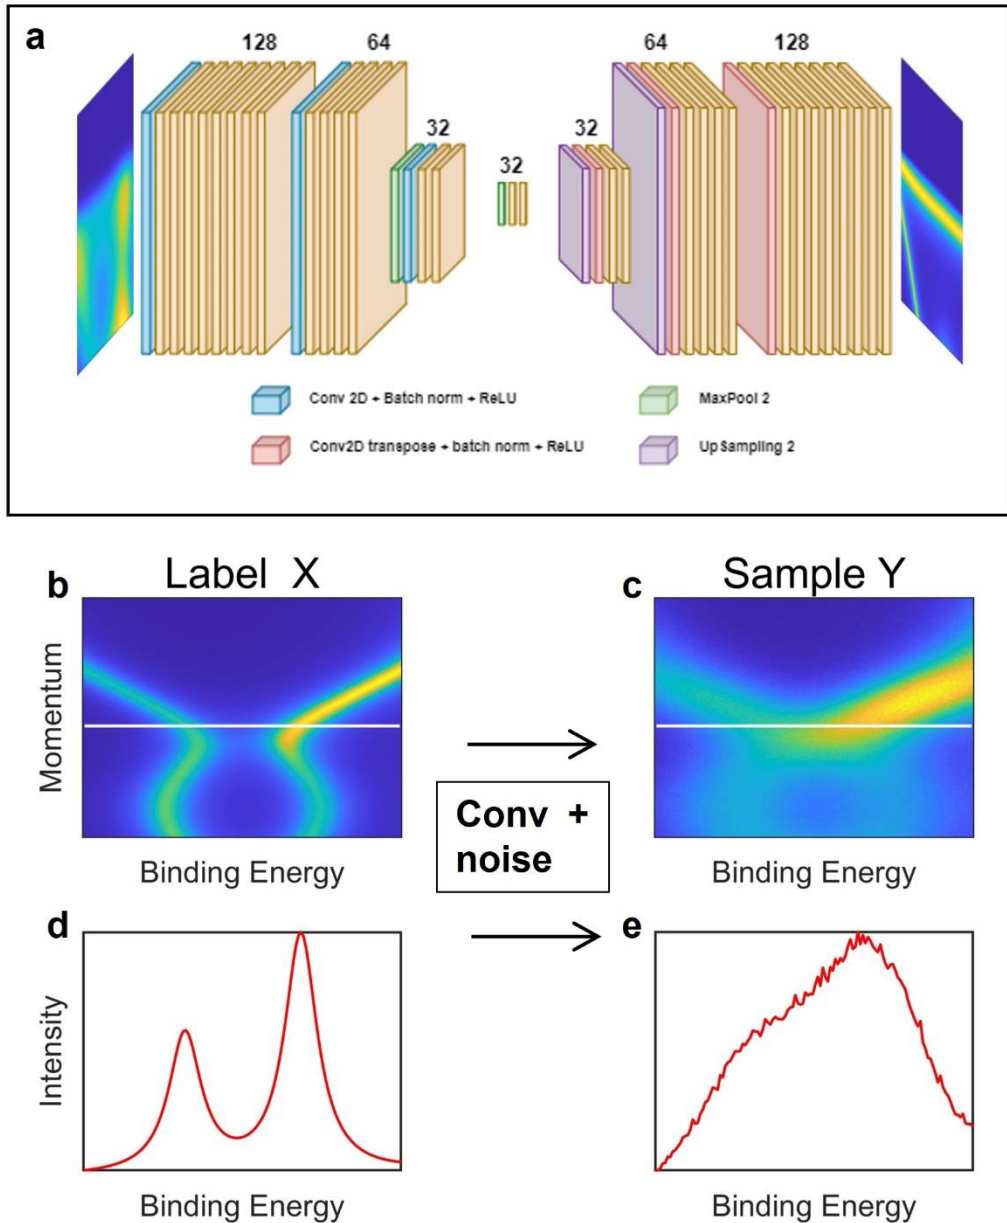 a
128
64
32
32
32
64
128
Conv 2D + Batch norm + ReLU
MaxPool 2
Conv2D transpose + batch norm + ReLU
UpSampling 2
b
Label X
c
Sample Y
Momentum
Binding Energy
Conv +
noise
Binding Energy
d
e
Intensity
Binding Energy
Binding Energy